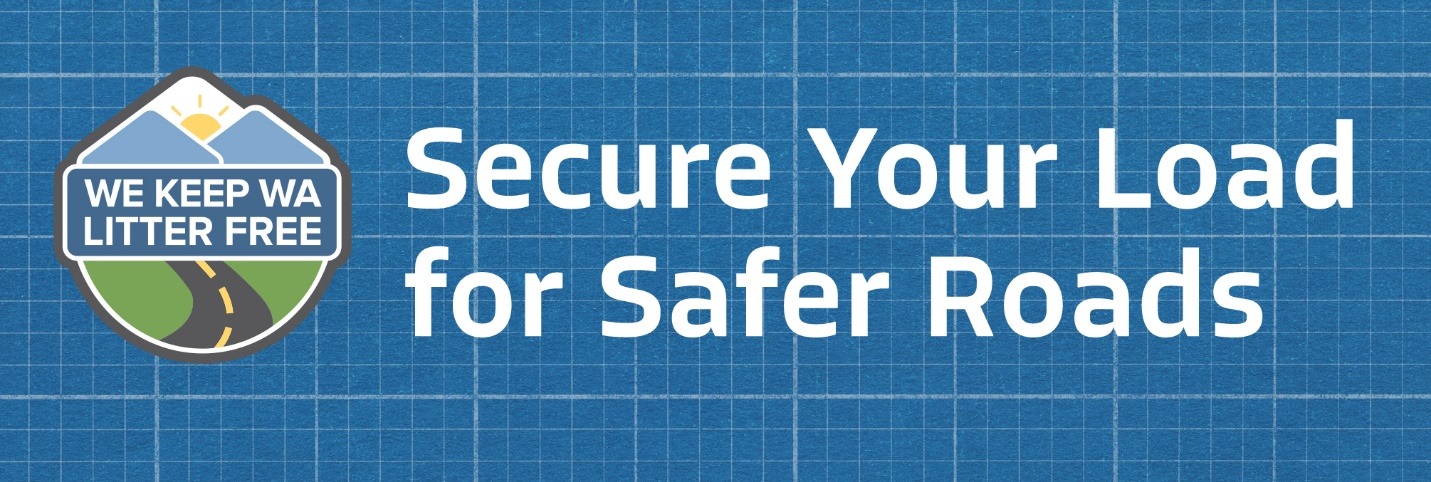 WE KEEP WA
LITTER FREE
Secure Your Load
for Safer Roads